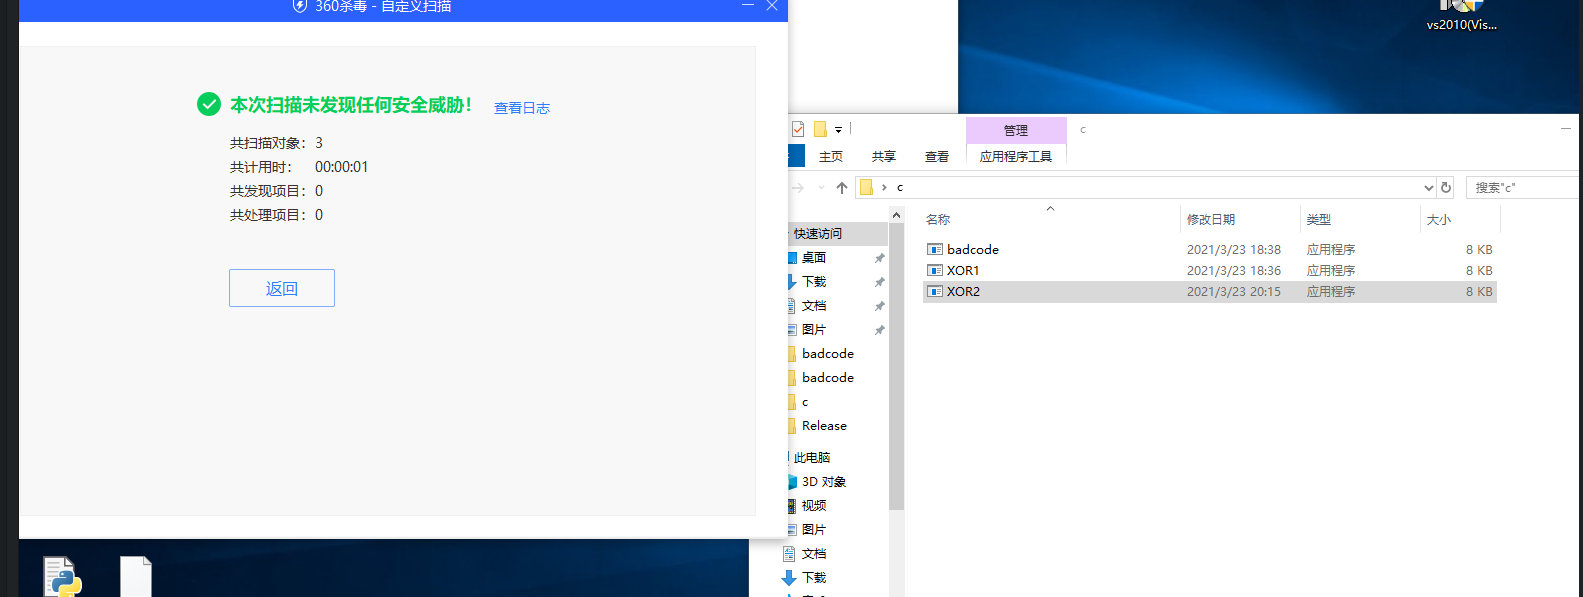 360杀毒 - 自定义扫描
本次扫描未发现任何安全威胁！ 查看日志
共扫描对象：3
共计用时： 00:00:01
共发现项目：0
共处理项目：0
返回
vs2010(Vis...
管理
c
主页 共享 查看 应用程序工具
c
搜索"c"
名称 修改日期 类型 大小
badcode 2021/3/23 18:38 应用程序 8 KB
XOR1 2021/3/23 18:36 应用程序 8 KB
XOR2 2021/3/23 20:15 应用程序 8 KB
快速访问
桌面
下载
文档
图片
badcode
badcode
c
Release
此电脑
3D 对象
视频
图片
文档
下载